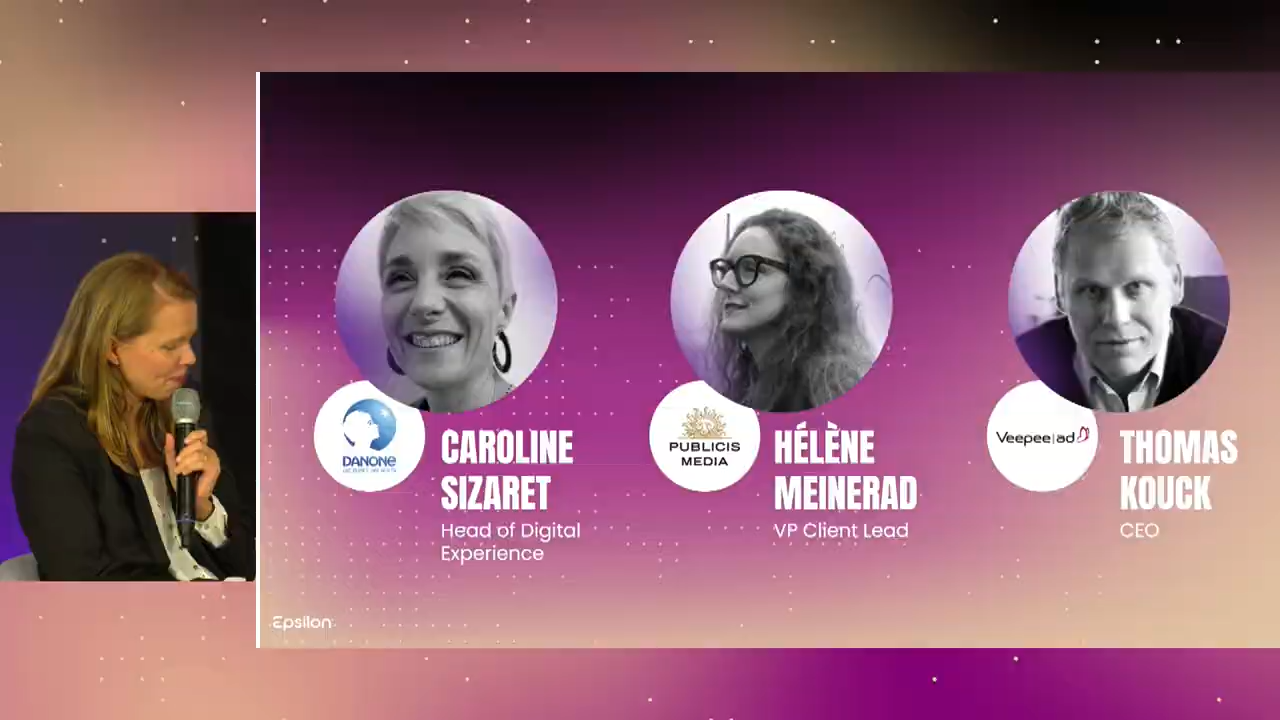 DANONE
CAROLINE
SIZARET
Head of Digital
Experience
PUBLICIS
MEDIA
HÉLÈNE
MEINERAD
VP Client Lead
Veepee|ad
THOMAS
KOUCK
CEO
Epsilon